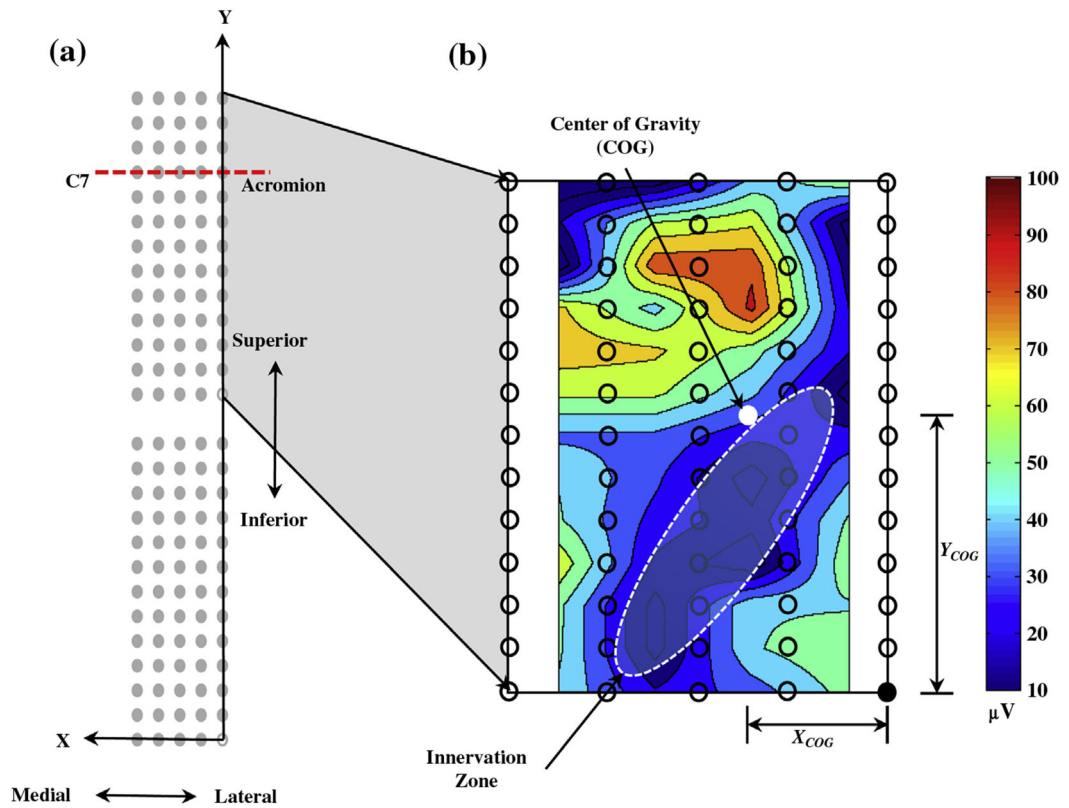 (a)
Y
(b)
Center of Gravity
(COG)
C7
Acromion
Superior
Inferior
X
Medial
Lateral
Innervation
Zone
X_COG
Y_COG
100
90
80
70
60
50
40
30
20
10
µV